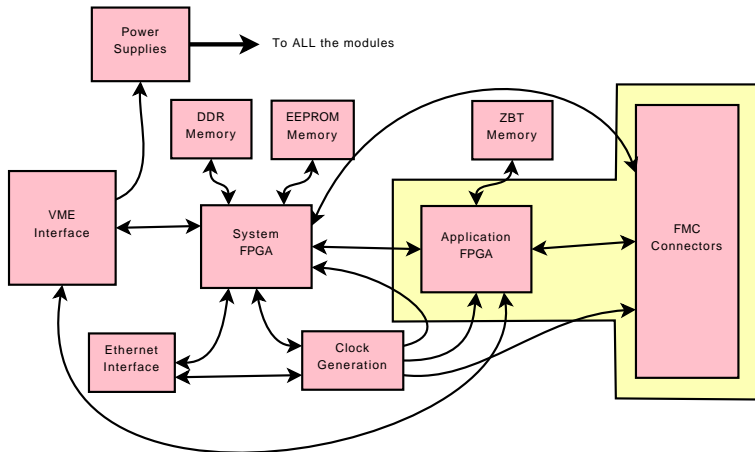 Power
Supplies
To ALL the modules
DDR
Memory
EEPROM
Memory
ZBT
Memory
VME
Interface
System
FPGA
Application
FPGA
FMC
Connectors
Ethernet
Interface
Clock
Generation